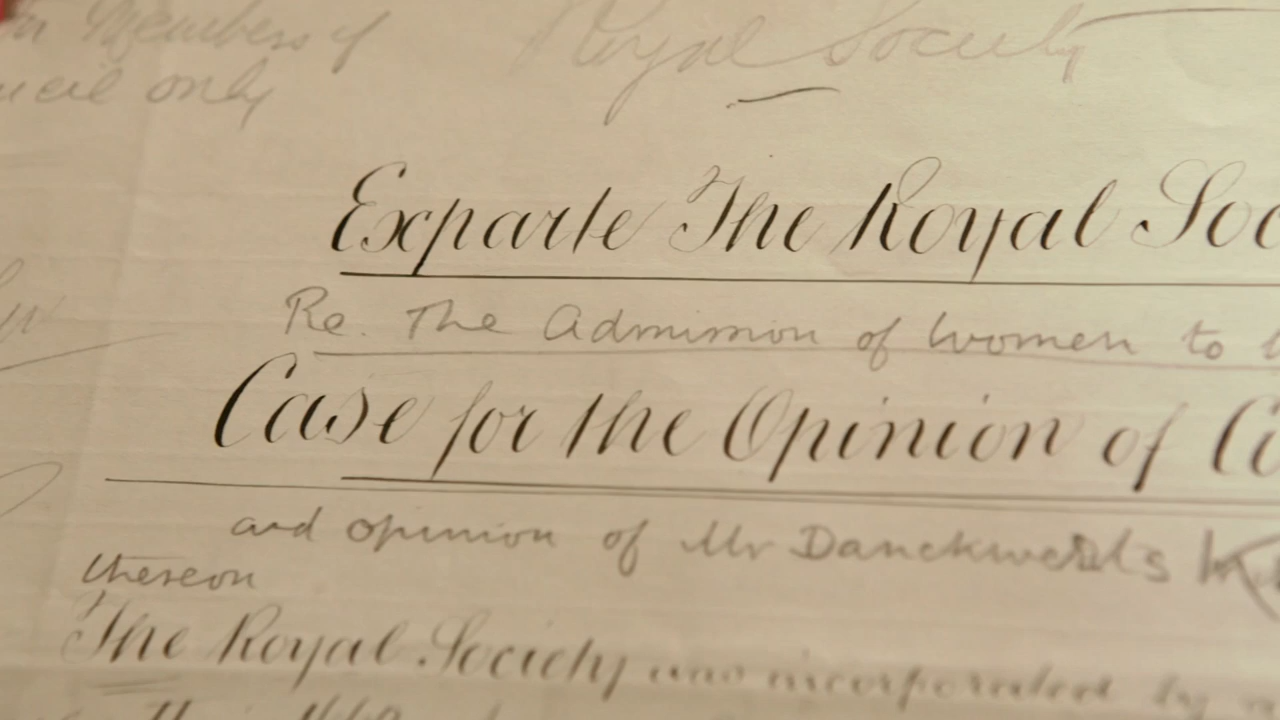 Members of
only
Royal Society
Exparte The Royal Soc
Re. The Admission of Women to
Case for the Opinion of
and opinion of Mr Danckwerts
thereon
The Royal Society was incorporated by